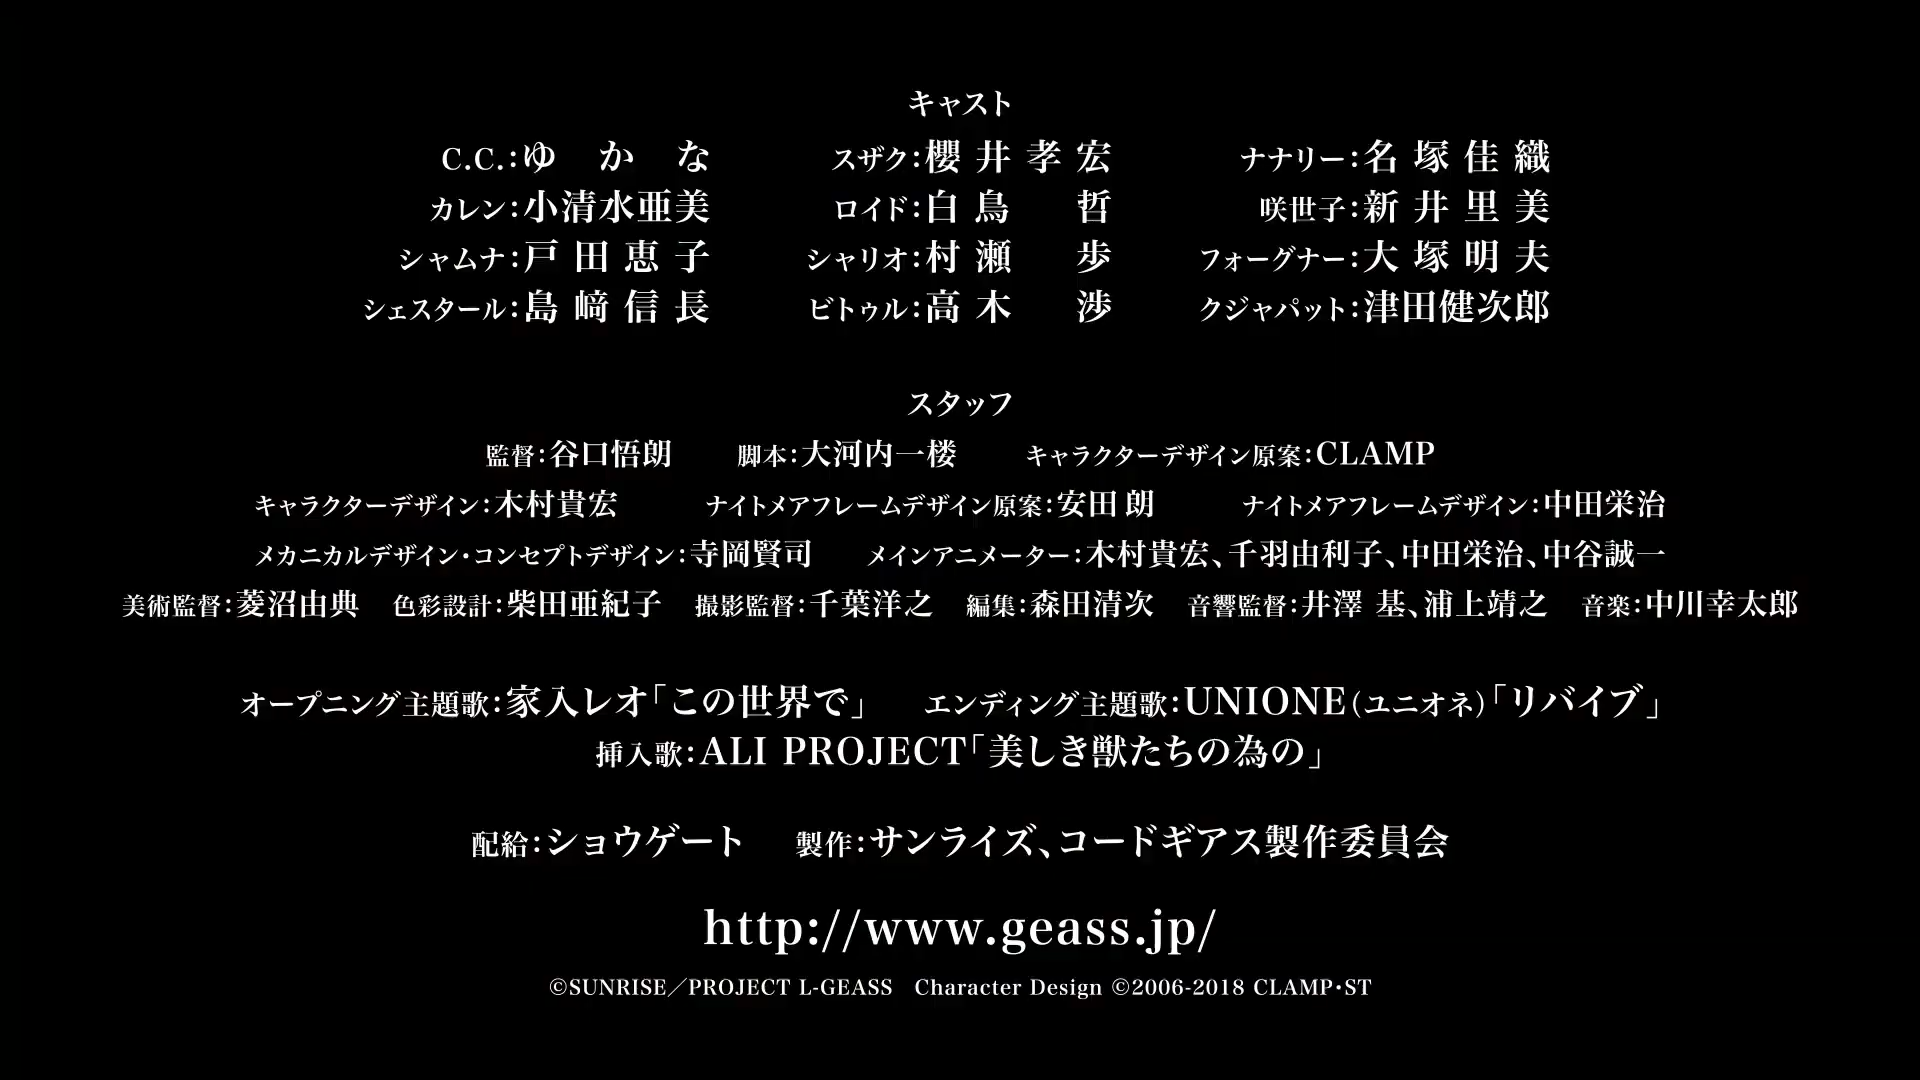 キャスト
C.C.:ゆかな　スザク:櫻井孝宏　ナナリー:名塚佳織
カレン:小清水亜美　ロイド:白鳥 哲　咲世子:新井里美
シャムナ:戸田恵子　シャリオ:村瀬 歩　フォーグナー:大塚明夫
シェスタール:島﨑信長　ビトゥル:高木 渉　クジャパット:津田健次郎
スタッフ
監督:谷口悟朗　脚本:大河内一楼　キャラクターデザイン原案:CLAMP
キャラクターデザイン:木村貴宏　ナイトメアフレームデザイン原案:安田 朗　ナイトメアフレームデザイン:中田栄治
メカニカルデザイン・コンセプトデザイン:寺岡賢司　メインアニメーター:木村貴宏、千羽由利子、中田栄治、中谷誠一
美術監督:菱沼由典　色彩設計:柴田亜紀子　撮影監督:千葉洋之　編集:森田清次　音響監督:井澤 基、浦上靖之　音楽:中川幸太郎
オープニング主題歌:家入レオ「この世界で」　エンディング主題歌:UNIONE(ユニオネ)「リバイブ」
挿入歌:ALI PROJECT「美しき獣たちの為の」
配給:ショウゲート　製作:サンライズ、コードギアス製作委員会
http://www.geass.jp/
©SUNRISE／PROJECT L-GEASS　Character Design ©2006-2018 CLAMP・ST